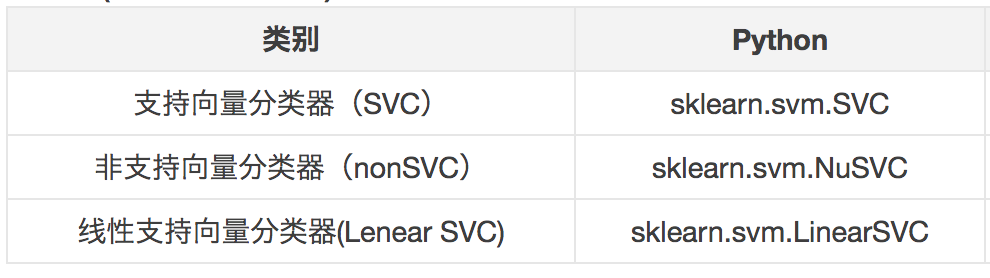 类别 Python
支持向量分类器（SVC） sklearn.svm.SVC
非支持向量分类器（nonSVC） sklearn.svm.NuSVC
线性支持向量分类器(Lenear SVC) sklearn.svm.LinearSVC